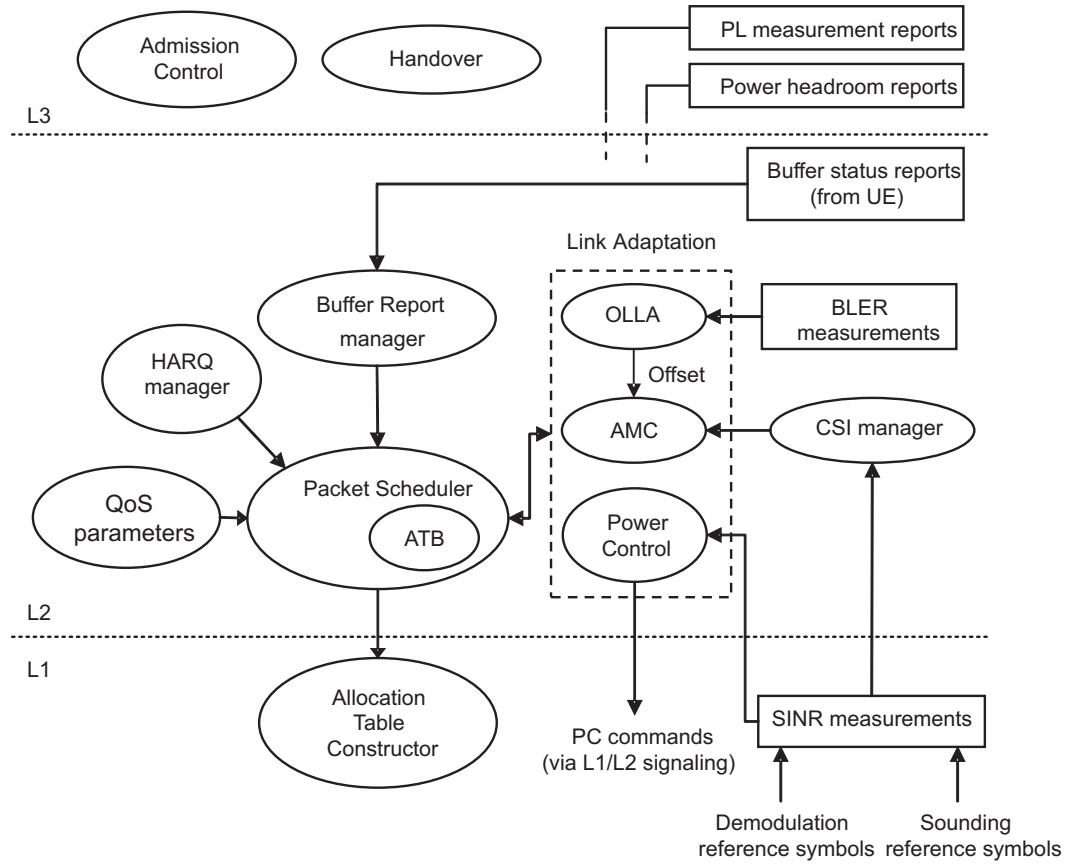 Admission
Control
Handover
PL measurement reports
Power headroom reports
L3
Buffer status reports
(from UE)
Link Adaptation
Buffer Report
manager
OLLA
BLER
measurements
HARQ
manager
Offset
AMC
CSI manager
Packet Scheduler
QoS
parameters
ATB
Power
Control
L2
L1
Allocation
Table
Constructor
SINR measurements
PC commands
(via L1/L2 signaling)
Demodulation
reference symbols
Sounding
reference symbols